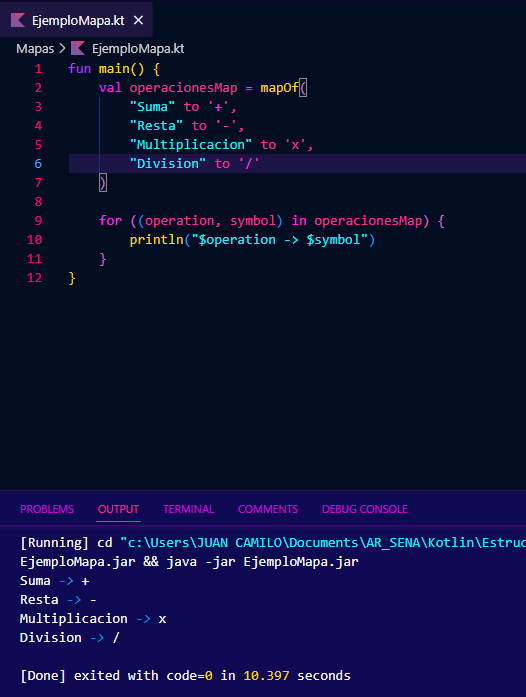 EjemploMapa.kt ×
Mapas > EjemploMapa.kt
1 fun main() {
2 val operacionesMap = mapOf(
3 "Suma" to '+',
4 "Resta" to '-',
5 "Multiplicacion" to 'x',
6 "Division" to '/'
7 )
8
9 for ((operation, symbol) in operacionesMap) {
10 println("$operation -> $symbol")
11 }
12 }
PROBLEMS OUTPUT TERMINAL COMMENTS DEBUG CONSOLE
[Running] cd "c:\Users\JUAN CAMILO\Documents\AR_SENA\Kotlin\Estruc
EjemploMapa.jar && java -jar EjemploMapa.jar
Suma -> +
Resta -> -
Multiplicacion -> x
Division -> /
[Done] exited with code=0 in 10.397 seconds